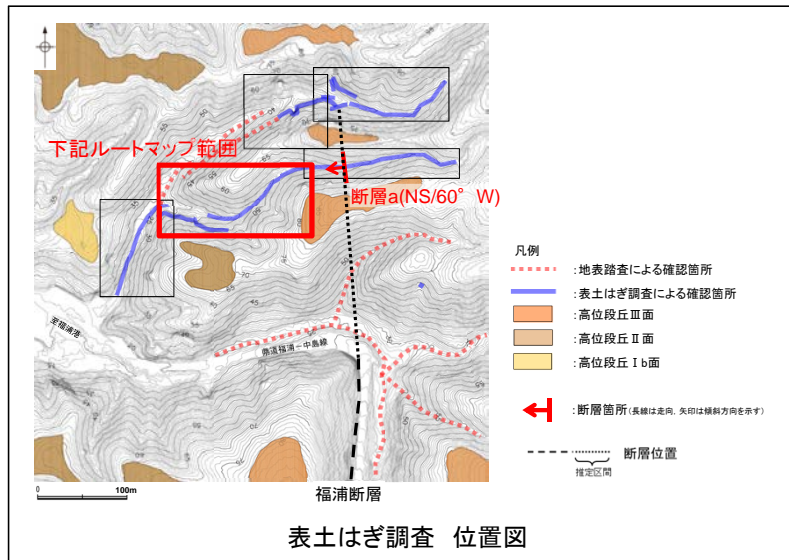 下記ルートマップ範囲
断層a(NS/60°W)
至福浦港
県道福浦－中島線
0
100m
福浦断層
凡例
:地表踏査による確認箇所
:表土はぎ調査による確認箇所
:高位段丘Ⅲ面
:高位段丘Ⅱ面
:高位段丘Ⅰb面
:断層箇所(長線は走向，矢印は傾斜方向を示す)
断層位置
推定区間
表土はぎ調査 位置図